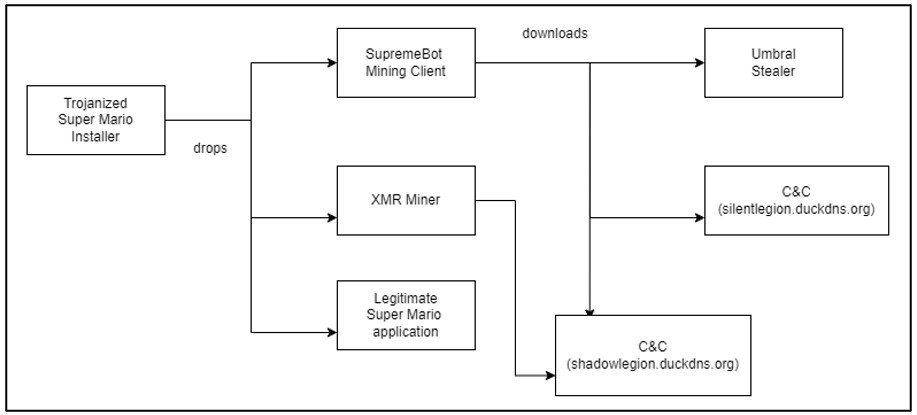 Trojanized
Super Mario
Installer
drops
SupremeBot
Mining Client
downloads
Umbral
Stealer
XMR Miner
C&C
(silentlegion.duckdns.org)
Legitimate
Super Mario
application
C&C
(shadowlegion.duckdns.org)